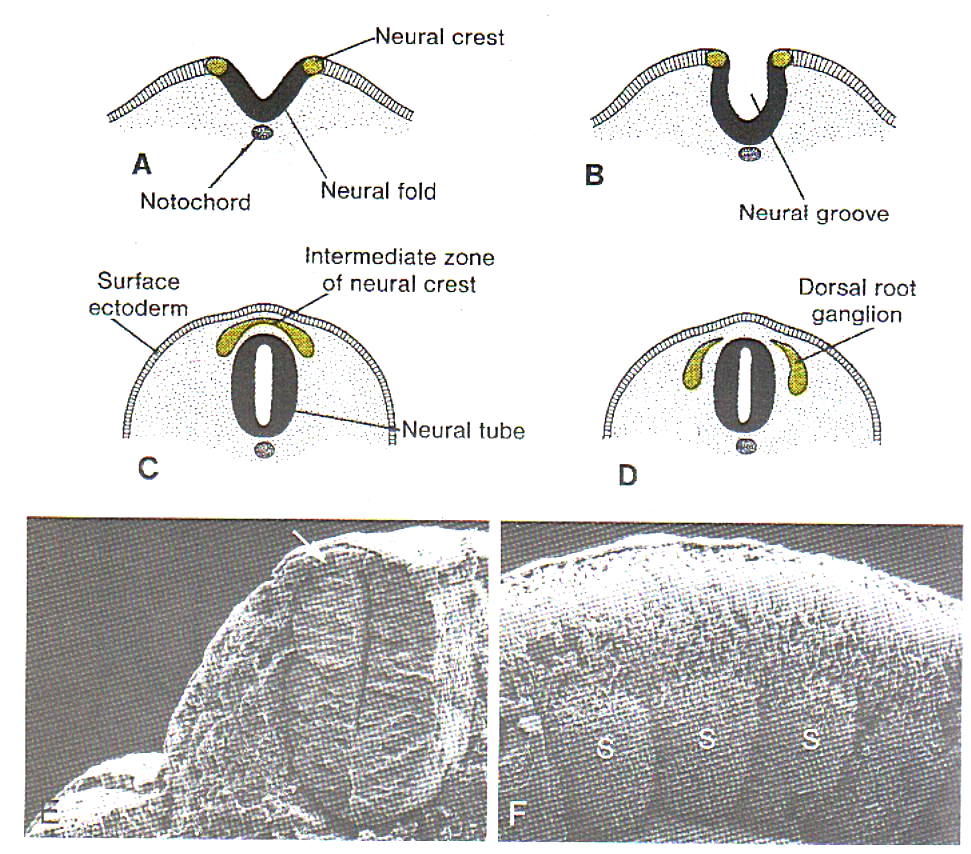 Neural crest
A
Notochord
Neural fold
B
Neural groove
Surface
ectoderm
Intermediate zone
of neural crest
Neural tube
C
Dorsal root
ganglion
D
E
F
S
S
S